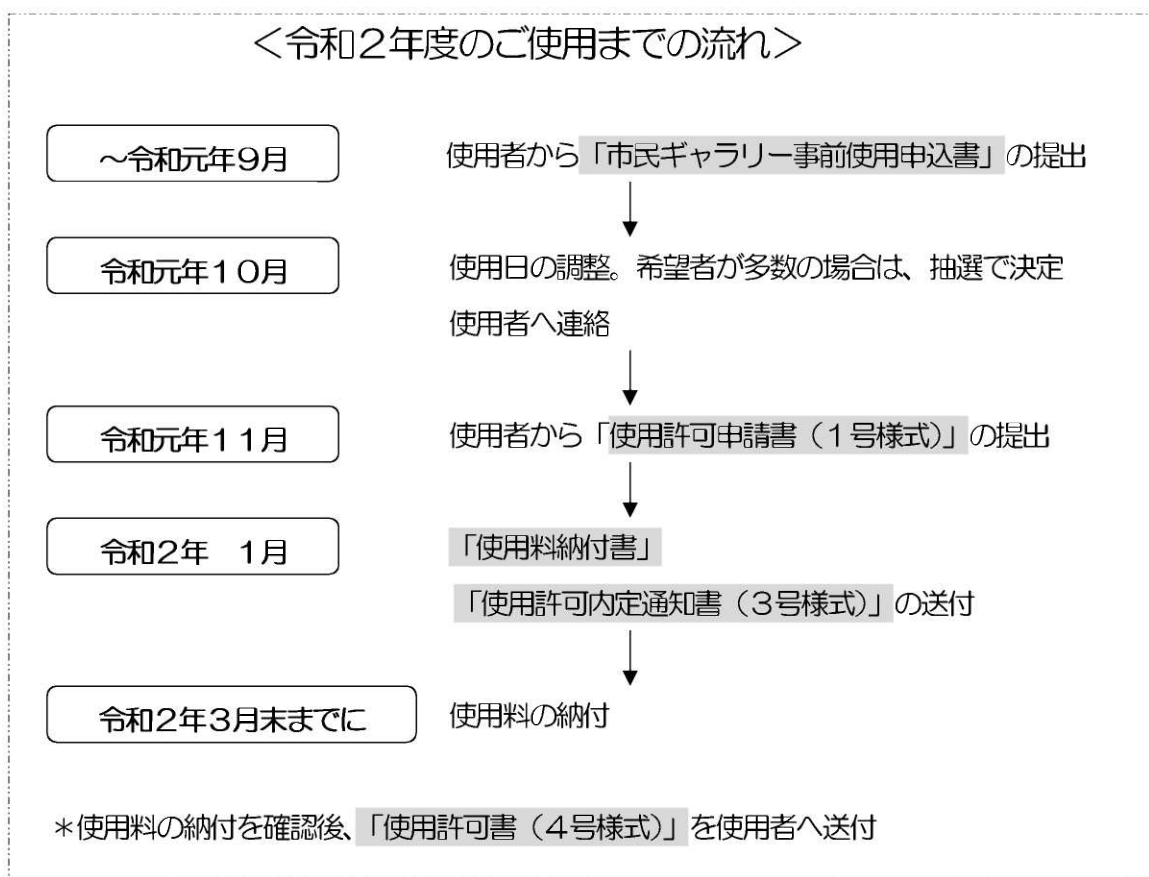 ＜令和２年度のご使用までの流れ＞
～令和元年９月
使用者から「市民ギャラリー事前使用申込書」の提出
令和元年１０月
使用日の調整。希望者が多数の場合は、抽選で決定
使用者へ連絡
令和元年１１月
使用者から「使用許可申請書（１号様式）」の提出
令和２年　１月
「使用料納付書」
「使用許可内定通知書（３号様式）」の送付
令和２年３月末までに
使用料の納付
＊使用料の納付を確認後、「使用許可書（４号様式）」を使用者へ送付